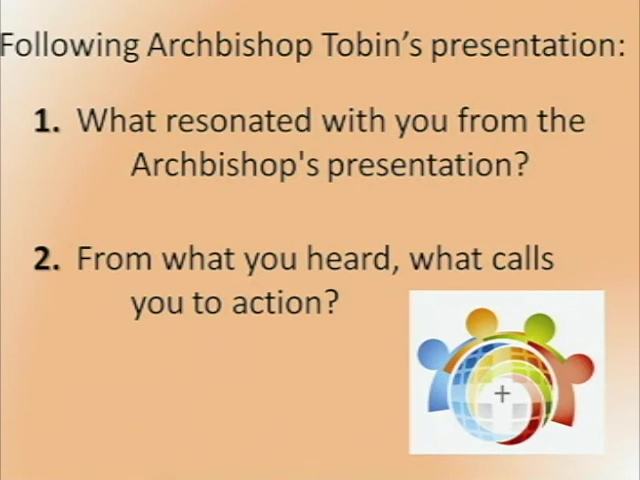 Following Archbishop Tobin’s presentation:
1. What resonated with you from the
Archbishop's presentation?
2. From what you heard, what calls
you to action?